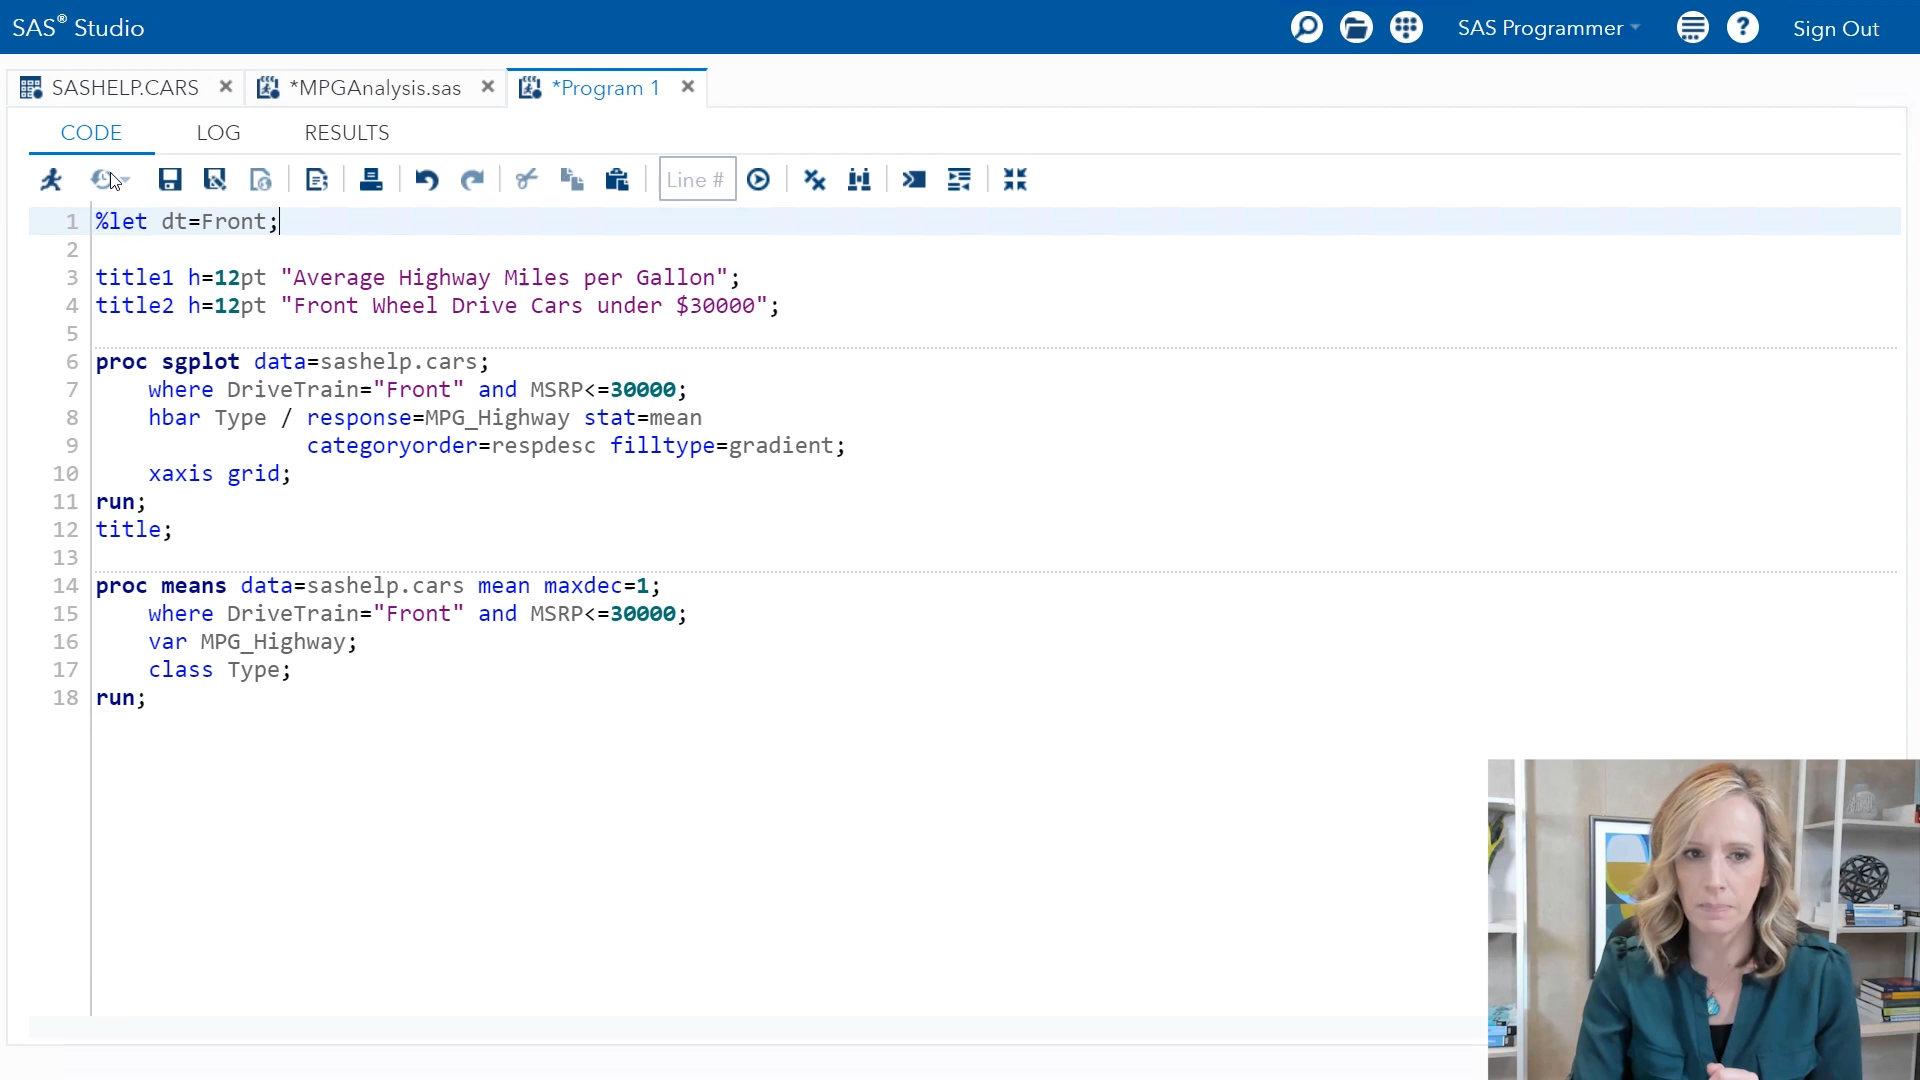 SAS® Studio
SAS Programmer
Sign Out
SASHELP.CARS
*MPGAnalysis.sas
*Program 1
CODE
LOG
RESULTS
Line #
1 %let dt=Front;
2
3 title1 h=12pt "Average Highway Miles per Gallon";
4 title2 h=12pt "Front Wheel Drive Cars under $30000";
5
6 proc sgplot data=sashelp.cars;
7     where DriveTrain="Front" and MSRP<=30000;
8     hbar Type / response=MPG_Highway stat=mean
9                 categoryorder=respdesc filltype=gradient;
10     xaxis grid;
11 run;
12 title;
13
14 proc means data=sashelp.cars mean maxdec=1;
15     where DriveTrain="Front" and MSRP<=30000;
16     var MPG_Highway;
17     class Type;
18 run;